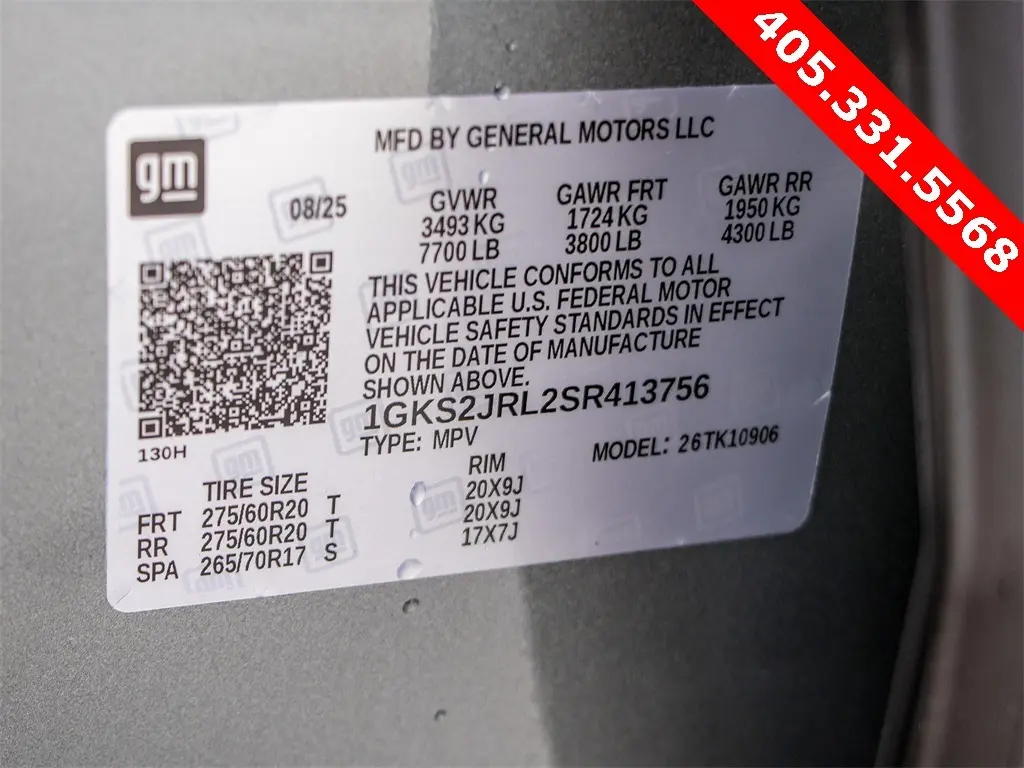 405.331.5568
MFD BY GENERAL MOTORS LLC
gm
08/25
GVWR GAWR FRT GAWR RR
3493 KG 1724 KG 1950 KG
7700 LB 3800 LB 4300 LB
THIS VEHICLE CONFORMS TO ALL
APPLICABLE U.S. FEDERAL MOTOR
VEHICLE SAFETY STANDARDS IN EFFECT
ON THE DATE OF MANUFACTURE
SHOWN ABOVE.
1GKS2JRL2SR413756
TYPE: MPV MODEL: 26TK10906
130H
TIRE SIZE RIM
FRT 275/60R20 T 20X9J
RR 275/60R20 T 20X9J
SPA 265/70R17 S 17X7J